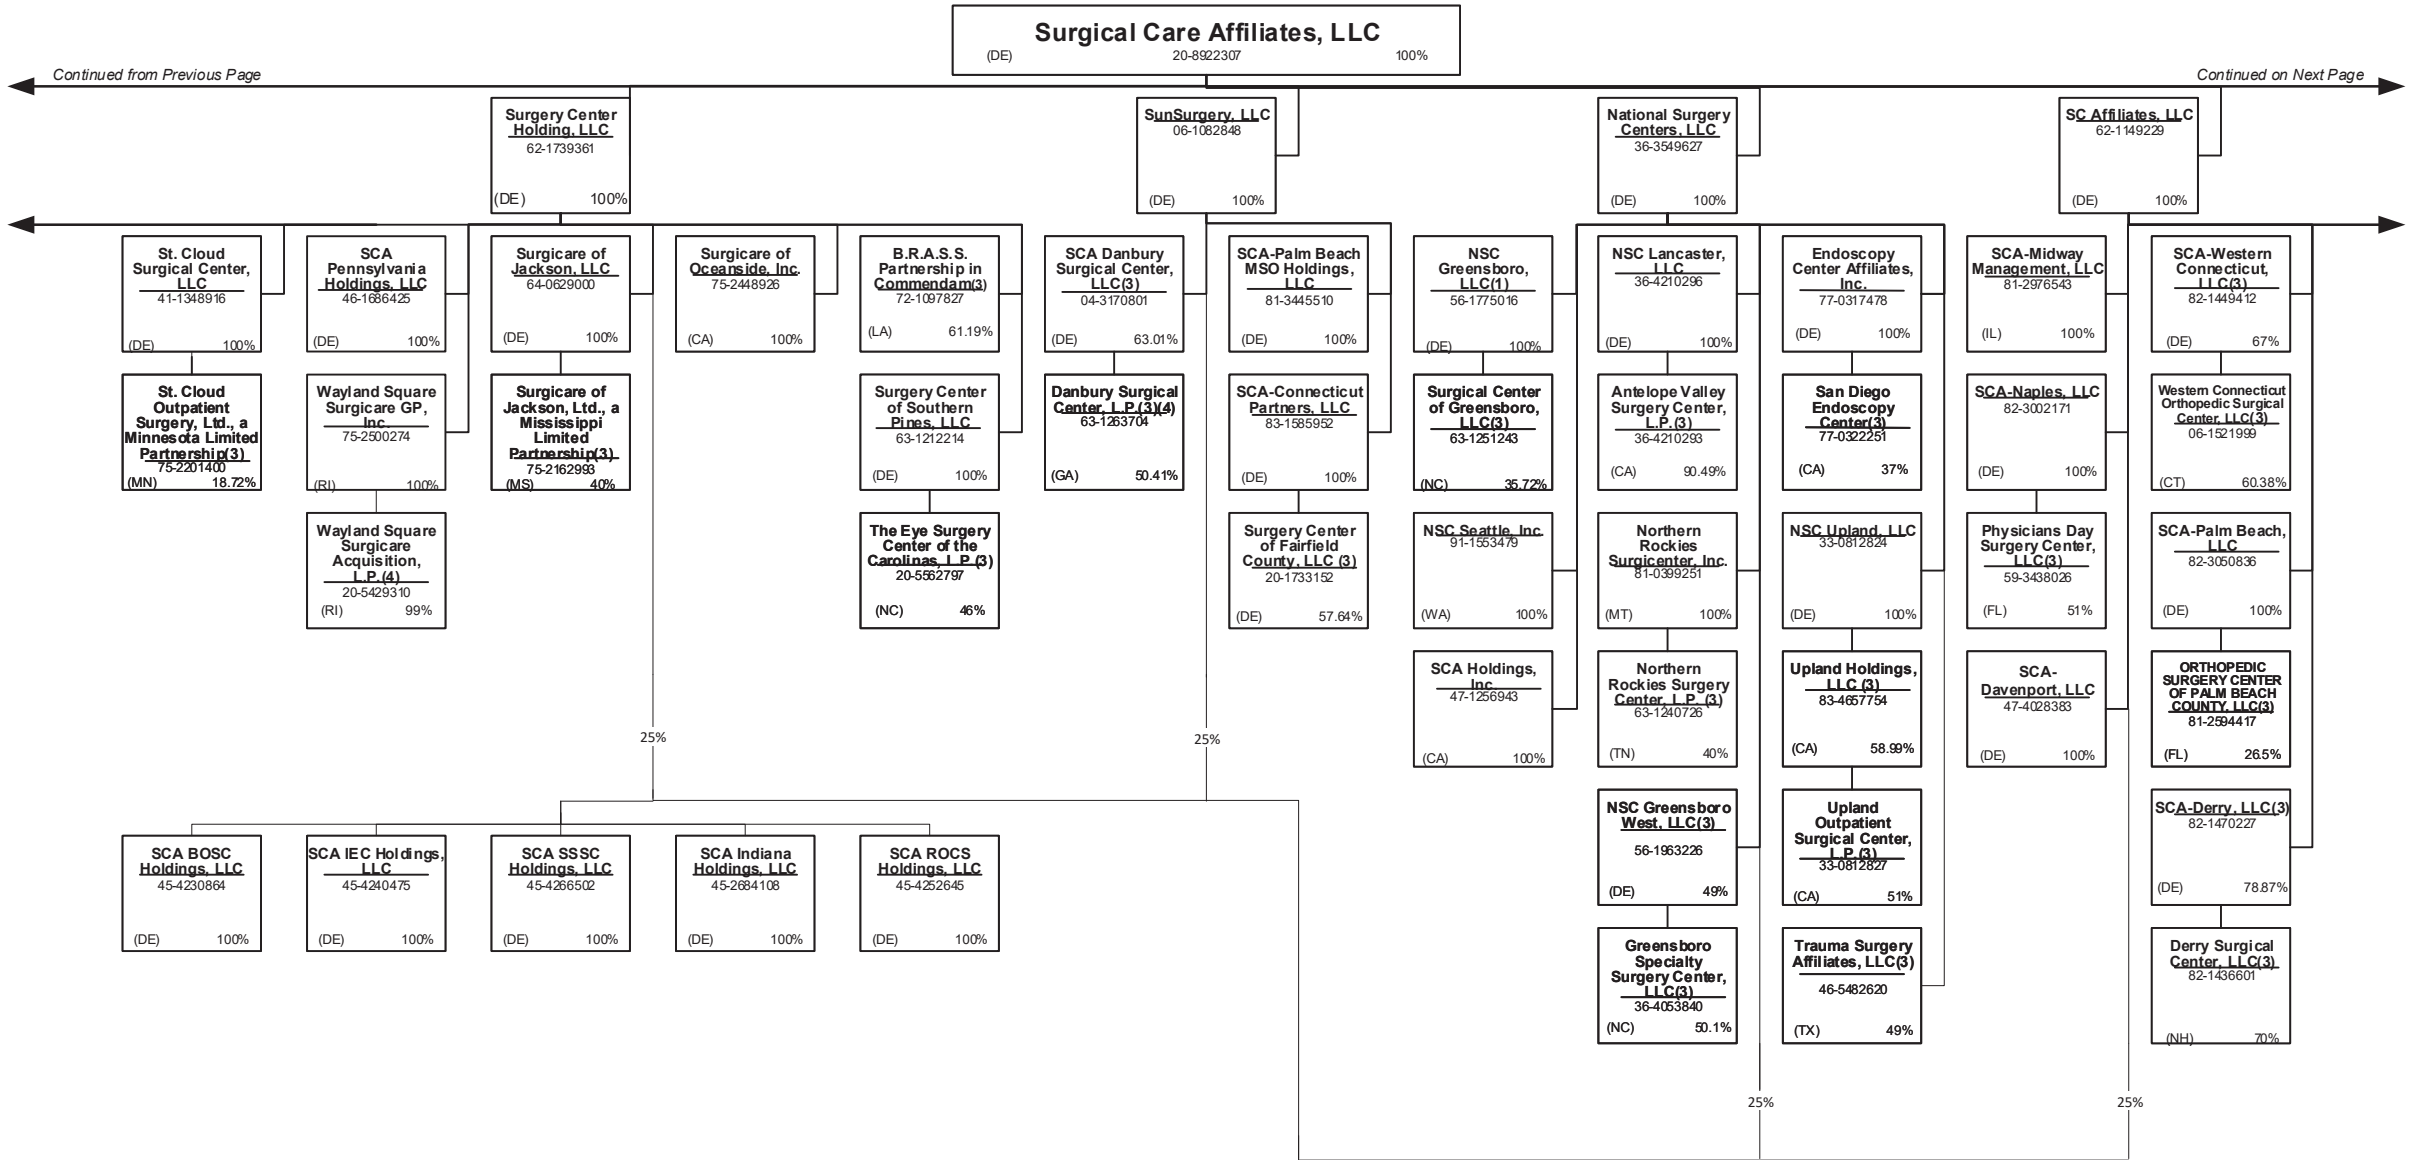 Surgical Care Affiliates, LLC
(DE) 20-8922307 100%
Continued from Previous Page
Continued on Next Page
Surgery Center
Holding, LLC
62-1739361
(DE) 100%
SunSurgery, LLC
06-1082848
(DE) 100%
National Surgery
Centers, LLC
36-3549627
(DE) 100%
SC Affiliates, LLC
62-1149229
(DE) 100%
St. Cloud
Surgical Center,
LLC
41-1348916
(DE) 100%
SCA
Pennsylvania
Holdings, LLC
46-1686425
(DE) 100%
Surgicare of
Jackson, LLC
64-0629000
(DE) 100%
Surgicare of
Oceanside, Inc.
75-2448926
(CA) 100%
B.R.A.S.S.
Partnership in
Commendam(3)
72-1097827
(LA) 61.19%
SCA Danbury
Surgical Center,
LLC(3)
04-3170801
(DE) 63.01%
SCA-Palm Beach
MSO Holdings,
LLC
81-3445510
(DE) 100%
NSC
Greensboro,
LLC(1)
56-1775016
(DE) 100%
NSC Lancaster,
LLC
36-4210296
(DE) 100%
Endoscopy
Center Affiliates,
Inc.
77-0317478
(DE) 100%
SCA-Midway
Management, LLC
81-2976543
(IL) 100%
SCA-Western
Connecticut,
LLC(3)
82-1449412
(DE) 67%
St. Cloud
Outpatient
Surgery, Ltd., a
Minnesota Limited
Partnership(3)
75-2201400
(MN) 18.72%
Wayland Square
Surgicare GP,
Inc.
75-2500274
(RI) 100%
Surgicare of
Jackson, Ltd., a
Mississippi
Limited
Partnership(3)
75-2162993
(MS) 40%
Surgery Center
of Southern
Pines, LLC
63-1212214
(DE) 100%
Danbury Surgical
Center, L.P.(3)(4)
63-1263704
(GA) 50.41%
SCA-Connecticut
Partners, LLC
83-1585952
(DE) 100%
Surgical Center
of Greensboro,
LLC(3)
63-1251243
(NC) 35.72%
Antelope Valley
Surgery Center,
L.P.(3)
36-4210293
(CA) 90.49%
San Diego
Endoscopy
Center(3)
77-0322251
(CA) 37%
SCA-Naples, LLC
82-3002171
(DE) 100%
Western Connecticut
Orthopedic Surgical
Center, LLC(3)
06-1521999
(CT) 60.38%
Wayland Square
Surgicare
Acquisition,
L.P.(4)
20-5429310
(RI) 99%
The Eye Surgery
Center of the
Carolinas, L.P.(3)
20-5562797
(NC) 46%
Surgery Center
of Fairfield
County, LLC (3)
20-1733152
(DE) 57.64%
NSC Seattle, Inc.
91-1553479
(WA) 100%
Northern
Rockies
Surgicenter, Inc.
81-0399251
(MT) 100%
NSC Upland, LLC
33-0812824
(DE) 100%
Physicians Day
Surgery Center,
LLC(3)
59-3438026
(FL) 51%
SCA-Palm Beach,
LLC
82-3050836
(DE) 100%
SCA Holdings,
Inc.
47-1256943
(CA) 100%
Northern
Rockies Surgery
Center, L.P. (3)
63-1240726
(TN) 40%
Upland Holdings,
LLC (3)
83-4657754
(CA) 58.99%
SCA-
Davenport, LLC
47-4028383
(DE) 100%
ORTHOPEDIC
SURGERY CENTER
OF PALM BEACH
COUNTY, LLC(3)
81-2594417
(FL) 26.5%
25%
25%
NSC Greensboro
West, LLC(3)
56-1963226
(DE) 49%
Upland
Outpatient
Surgical Center,
L.P.(3)
33-0812827
(CA) 51%
SCA-Derry, LLC(3)
82-1470227
(DE) 78.87%
SCA BOSC
Holdings, LLC
45-4230864
(DE) 100%
SCA IEC Holdings,
LLC
45-4240475
(DE) 100%
SCA SSSC
Holdings, LLC
45-4266502
(DE) 100%
SCA Indiana
Holdings, LLC
45-2684108
(DE) 100%
SCA ROCS
Holdings, LLC
45-4252645
(DE) 100%
Greensboro
Specialty
Surgery Center,
LLC(3)
36-4053840
(NC) 50.1%
Trauma Surgery
Affiliates, LLC(3)
46-5482620
(TX) 49%
Derry Surgical
Center, LLC(3)
82-1436601
(NH) 70%
25%
25%